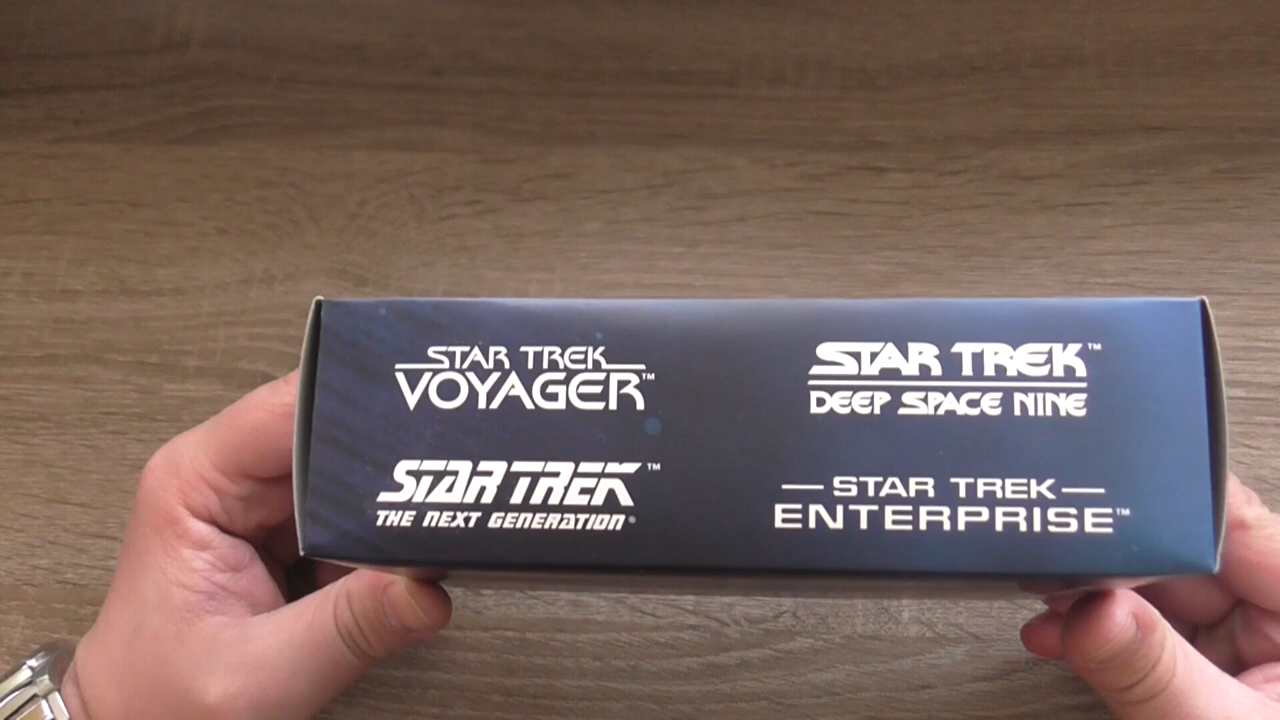 STAR TREK
VOYAGER™
STAR TREK™
DEEP SPACE NINE
STAR TREK™
THE NEXT GENERATION®
STAR TREK
ENTERPRISE™